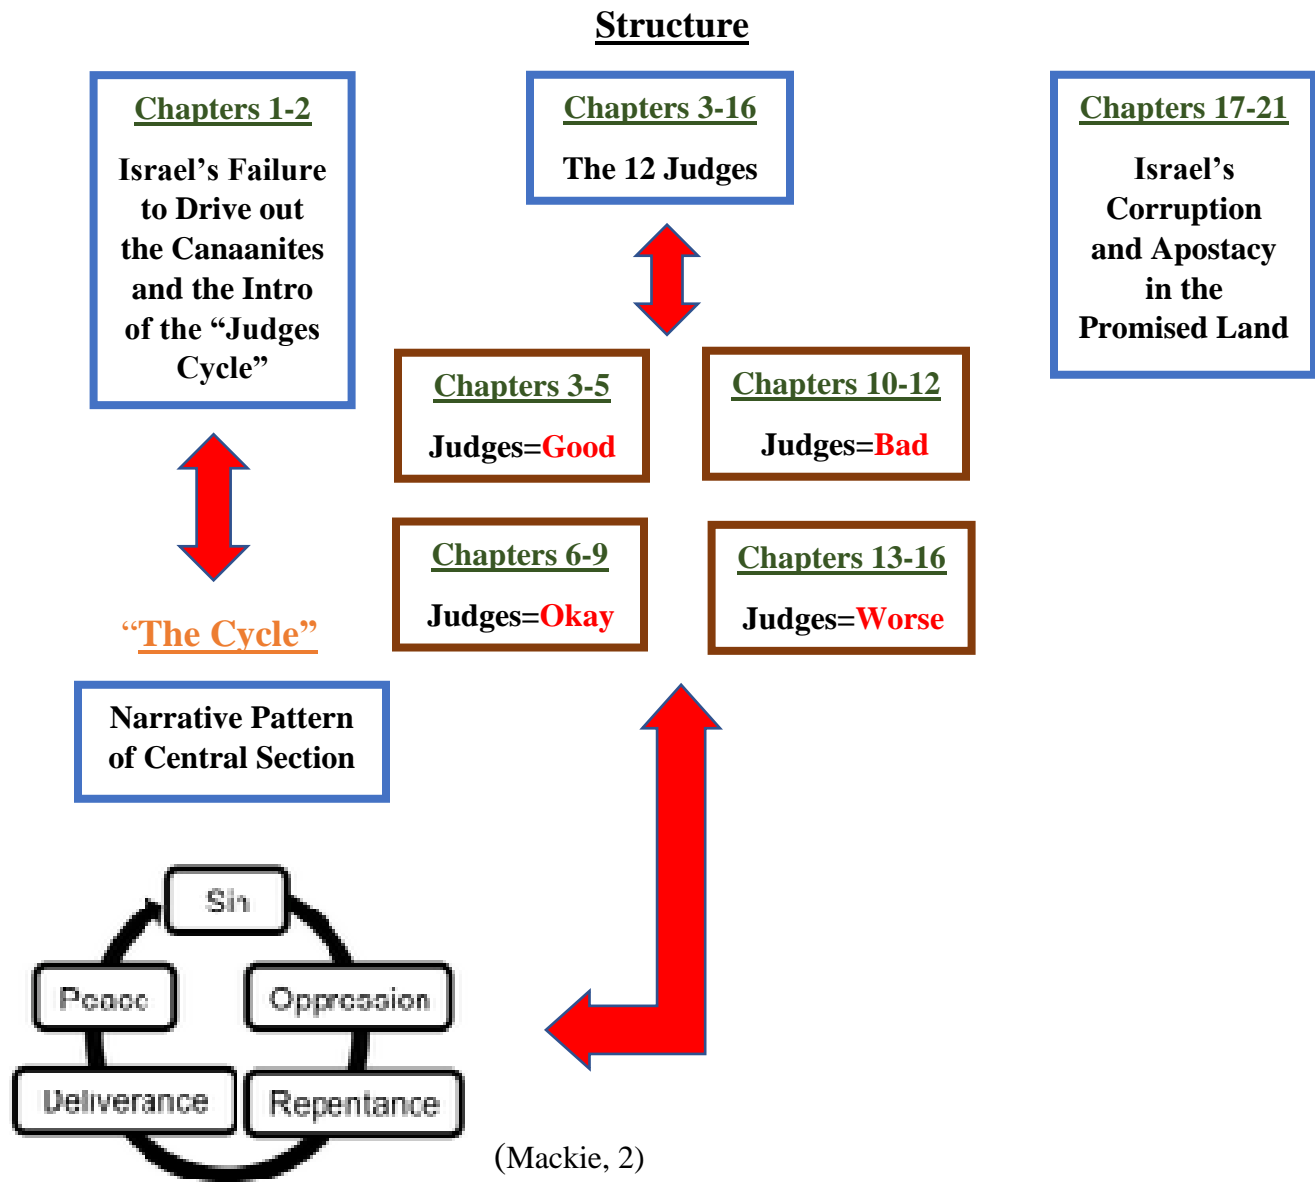 Structure
Chapters 1-2
Israel’s Failure
to Drive out
the Canaanites
and the Intro
of the “Judges
Cycle”
Chapters 3-16
The 12 Judges
Chapters 17-21
Israel’s
Corruption
and Apostacy
in the
Promised Land
Chapters 3-5
Judges=Good
Chapters 10-12
Judges=Bad
Chapters 6-9
Judges=Okay
Chapters 13-16
Judges=Worse
“The Cycle”
Narrative Pattern
of Central Section
Sin
Peace
Oppression
Deliverance
Repentance
(Mackie, 2)